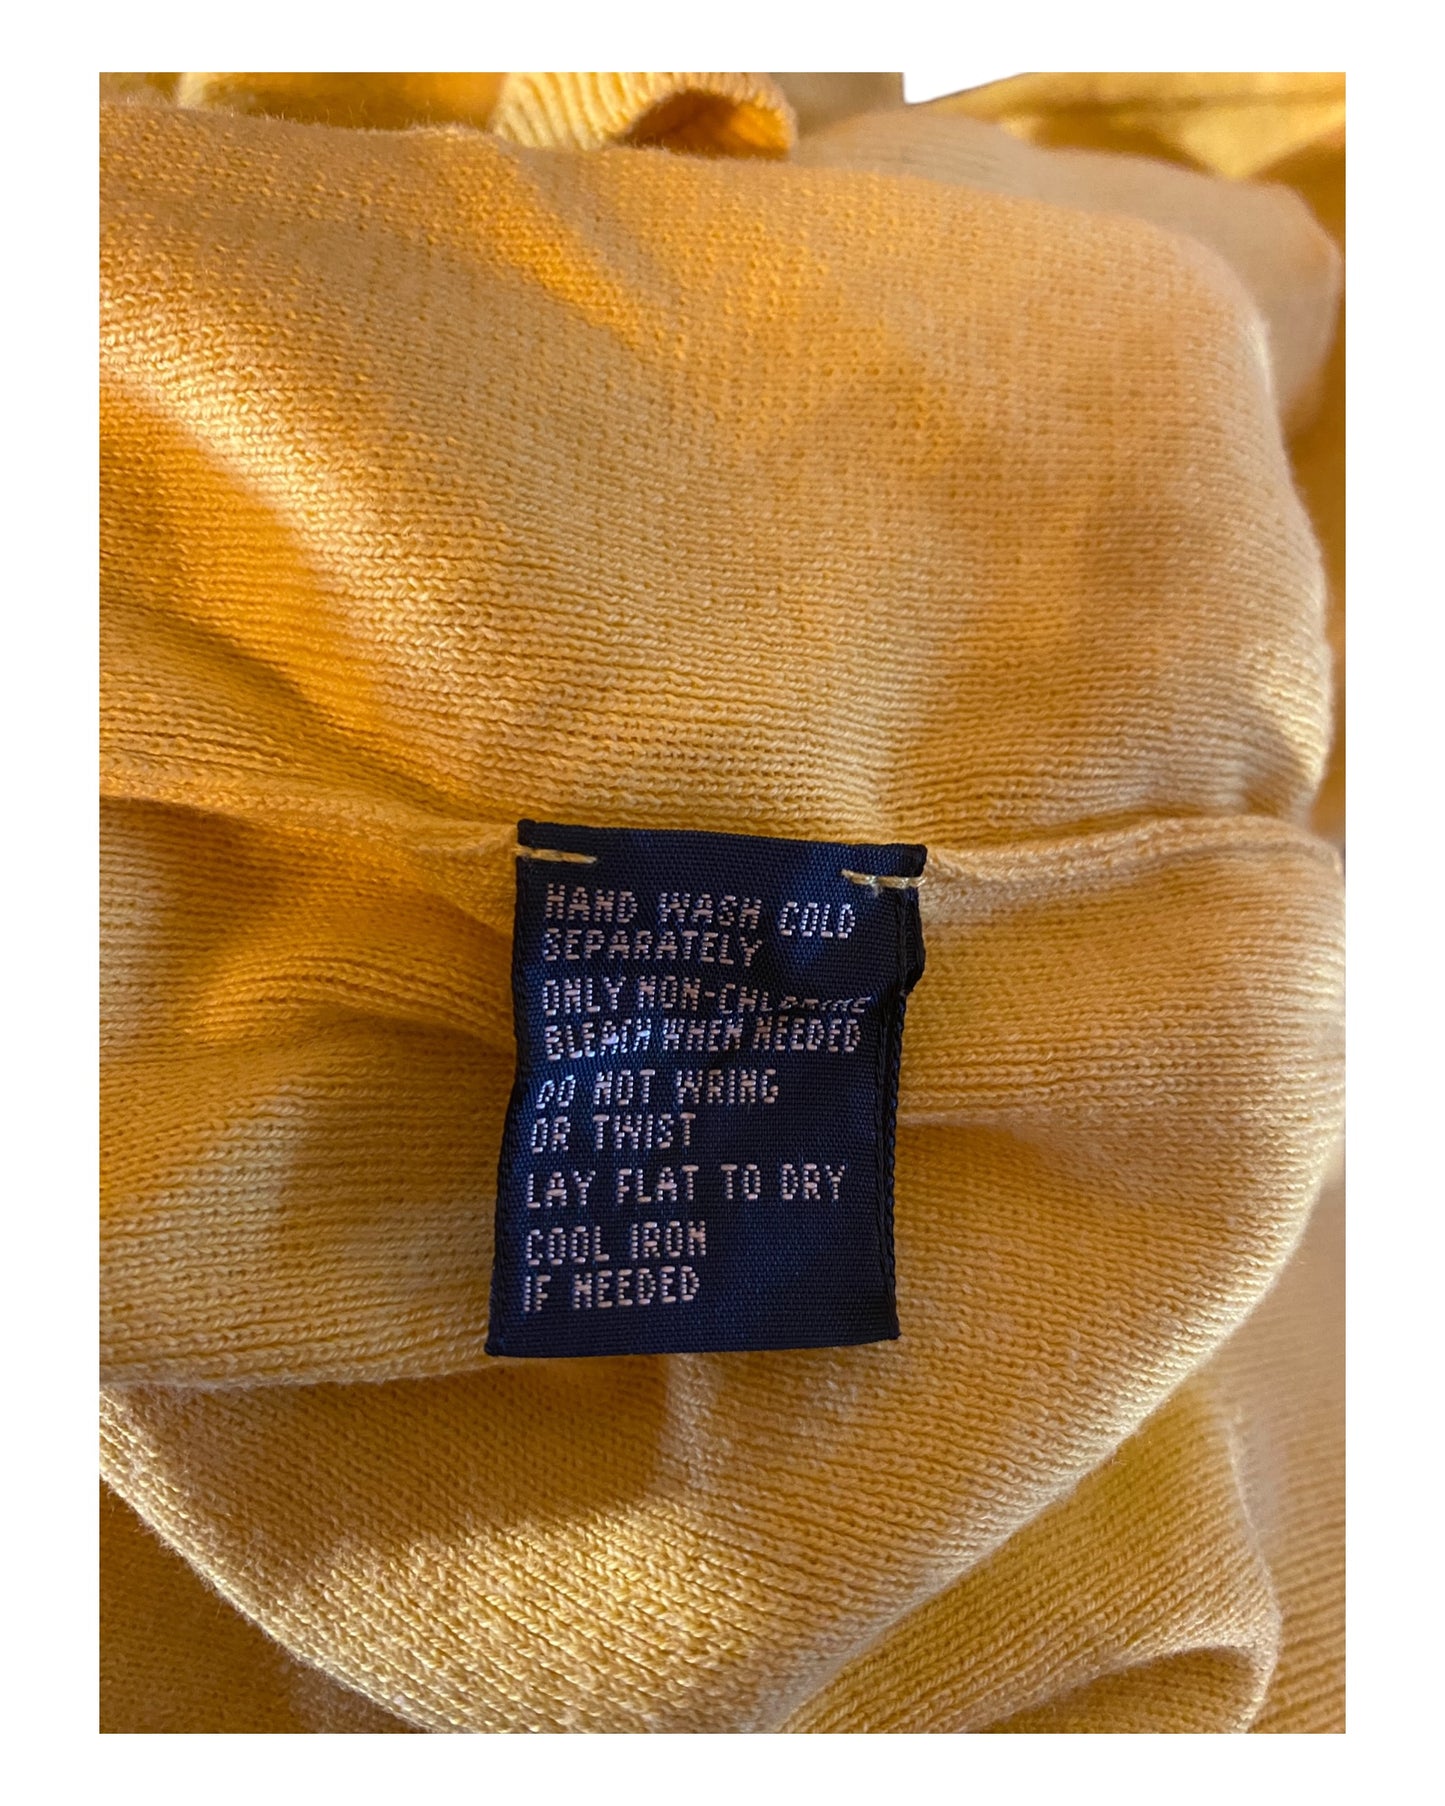 HAND WASH COLD
SEPARATELY
ONLY NON-CHLORINE
BLEACH WHEN NEEDED
DO NOT WRING
OR TWIST
LAY FLAT TO DRY
COOL IRON
IF NEEDED